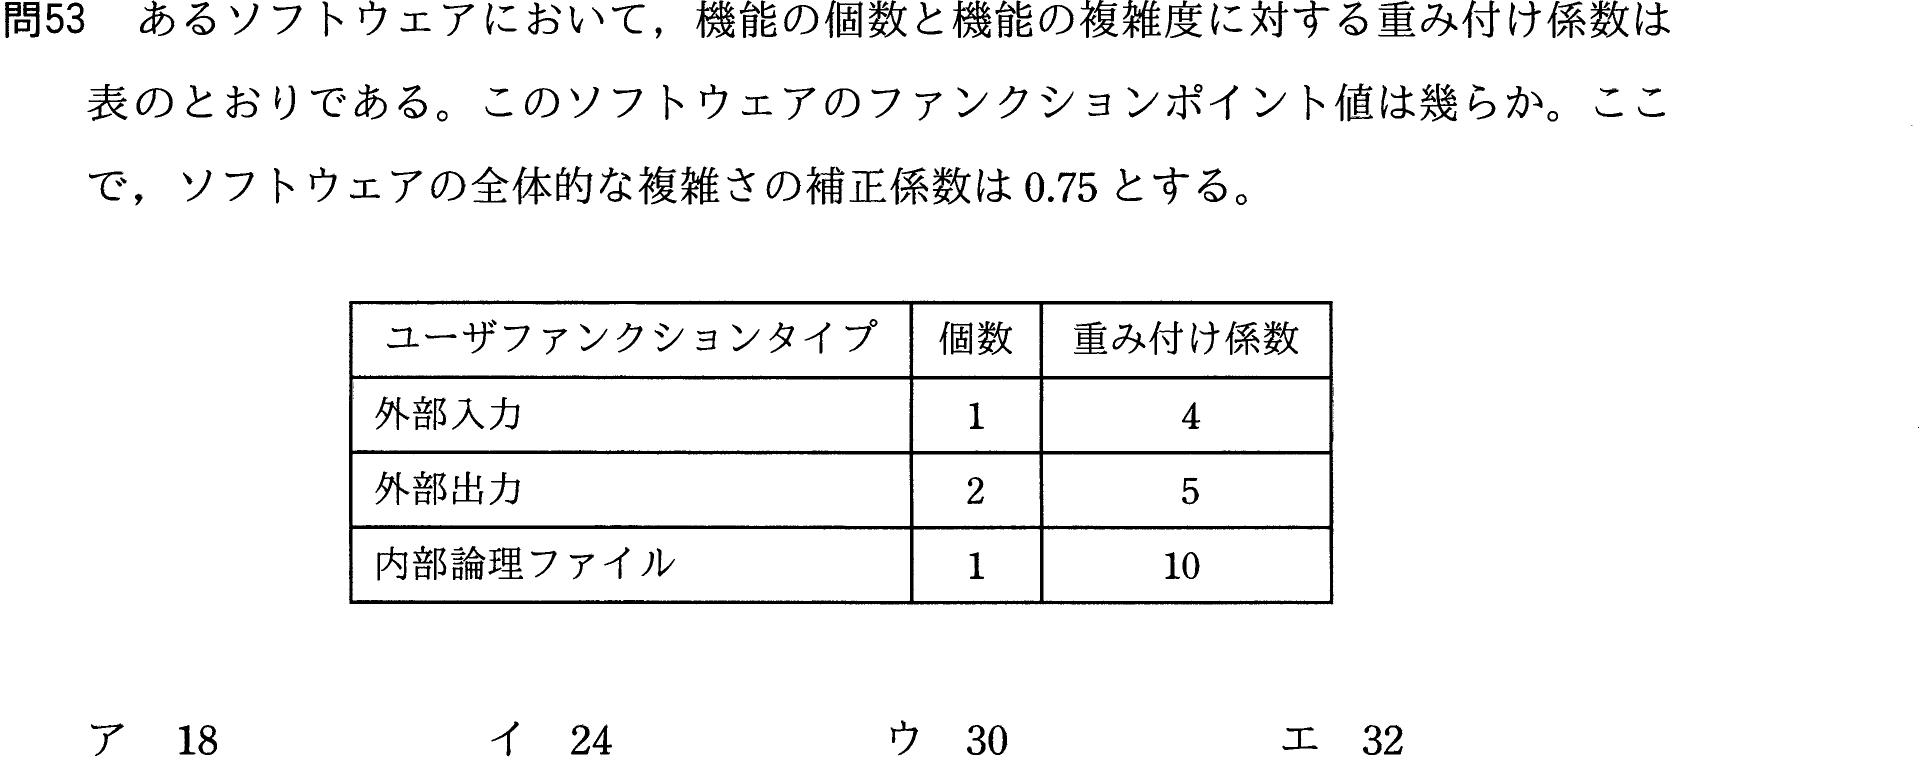 問53　あるソフトウェアにおいて，機能の個数と機能の複雑度に対する重み付け係数は
表のとおりである。このソフトウェアのファンクションポイント値は幾らか。ここ
で，ソフトウェアの全体的な複雑さの補正係数は 0.75 とする。
ユーザファンクションタイプ　個数　重み付け係数
外部入力　1　4
外部出力　2　5
内部論理ファイル　1　10
ア　18　イ　24　ウ　30　エ　32